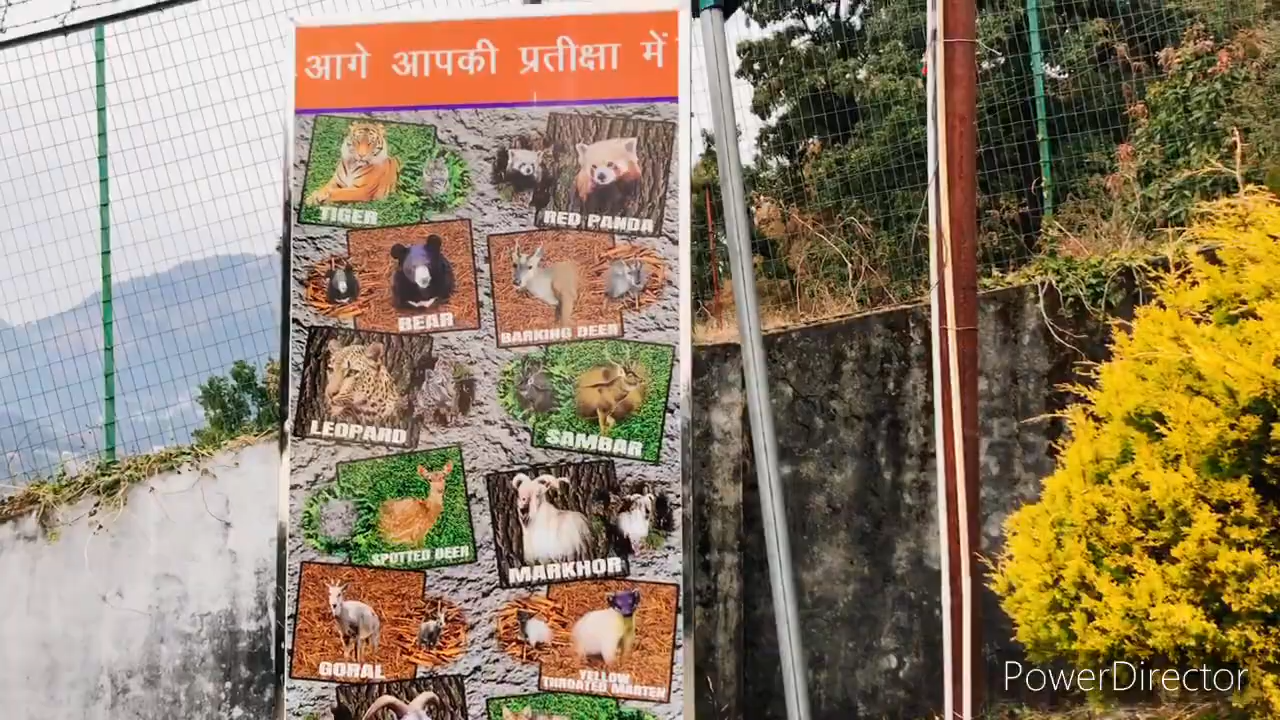 आगे आपकी प्रतीक्षा में
TIGER
RED PANDA
BEAR
BARKING DEER
LEOPARD
SAMBAR
SPOTTED DEER
MARKHOR
GORAL
YELLOW
THROATED MARTEN
PowerDirector